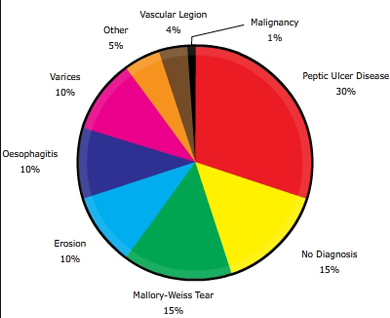 Vascular Legion
4%
Malignancy
1%
Other
5%
Peptic Ulcer Disease
30%
Varices
10%
Oesophagitis
10%
Erosion
10%
No Diagnosis
15%
Mallory-Weiss Tear
15%